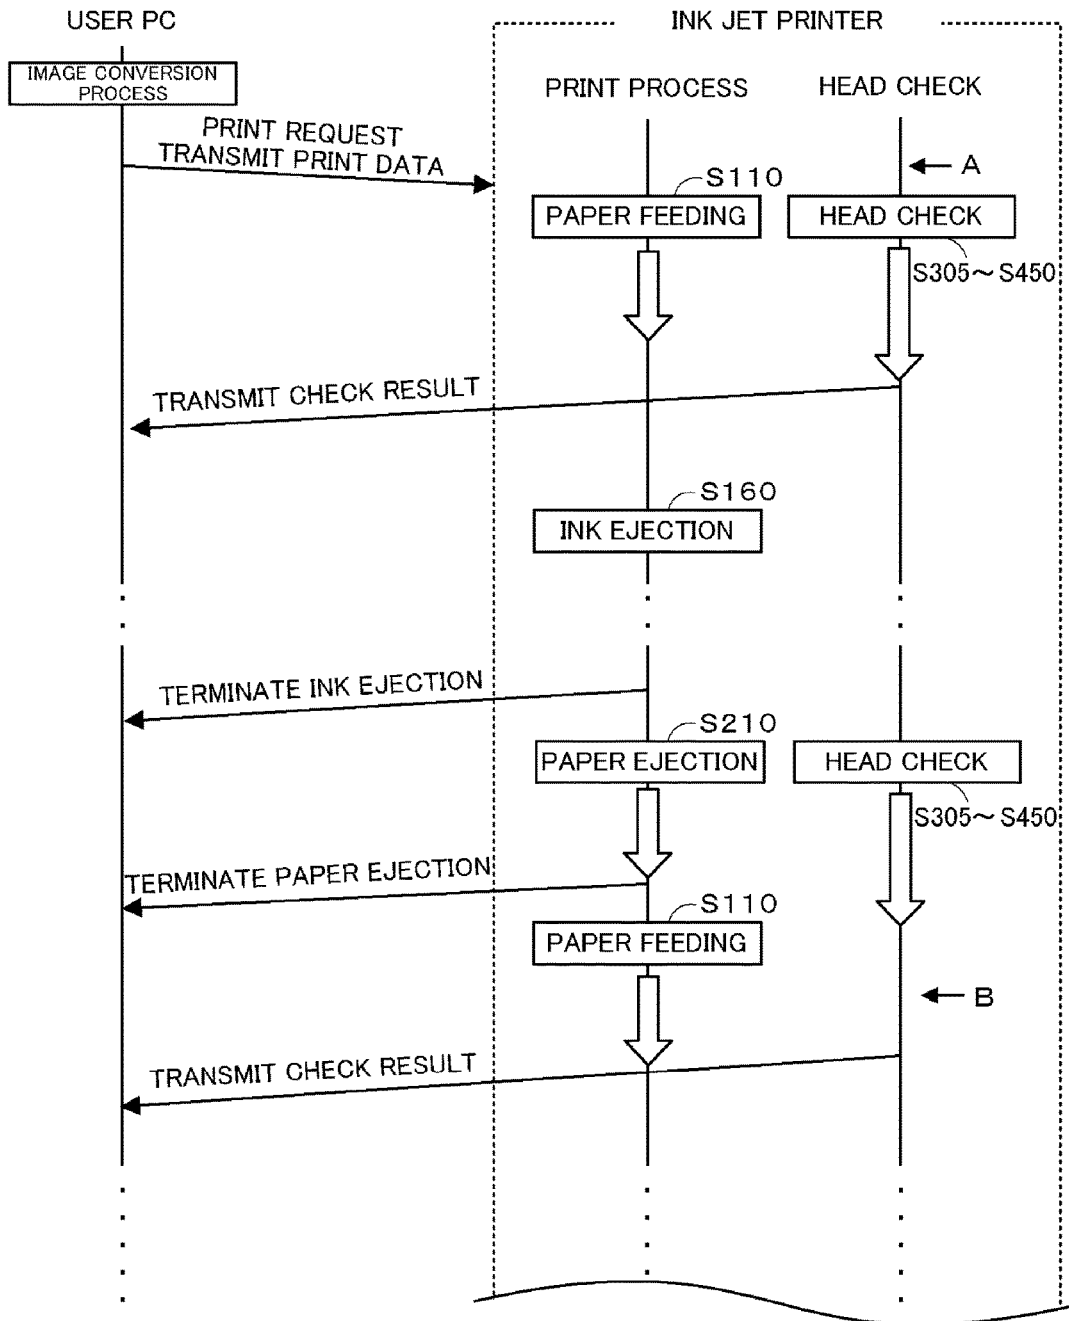 USER PC
INK JET PRINTER
IMAGE CONVERSION
PROCESS
PRINT PROCESS
HEAD CHECK
PRINT REQUEST
TRANSMIT PRINT DATA
A
S110
PAPER FEEDING
HEAD CHECK
S305～S450
TRANSMIT CHECK RESULT
S160
INK EJECTION
TERMINATE INK EJECTION
S210
PAPER EJECTION
HEAD CHECK
S305～S450
TERMINATE PAPER EJECTION
S110
PAPER FEEDING
B
TRANSMIT CHECK RESULT